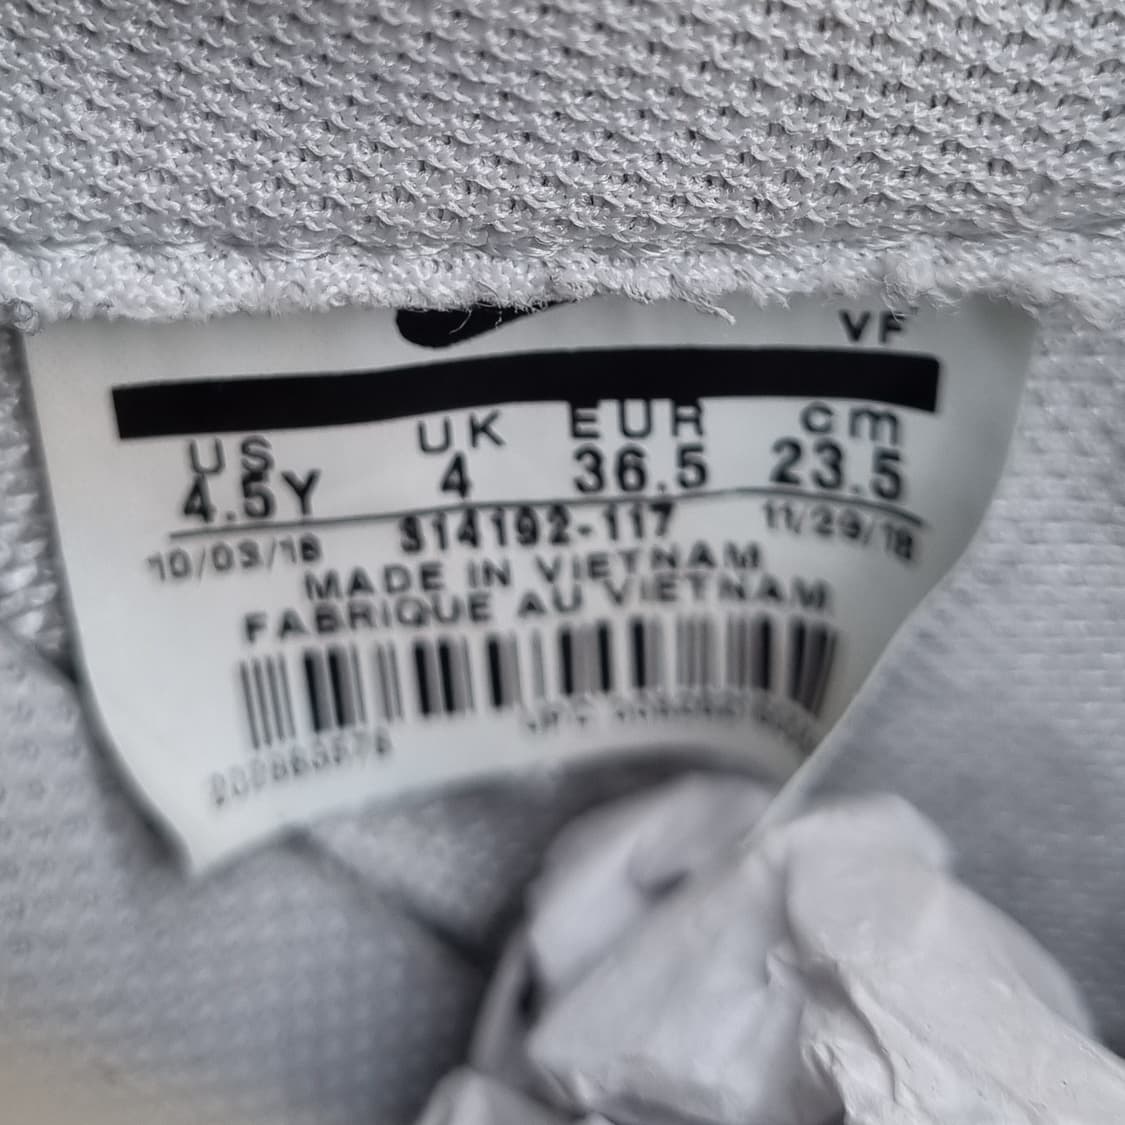 VF
US UK EUR cm
4.5Y 4 36.5 23.5
10/03/18 314192-117 11/29/18
MADE IN VIETNAM
FABRIQUE AU VIETNAM